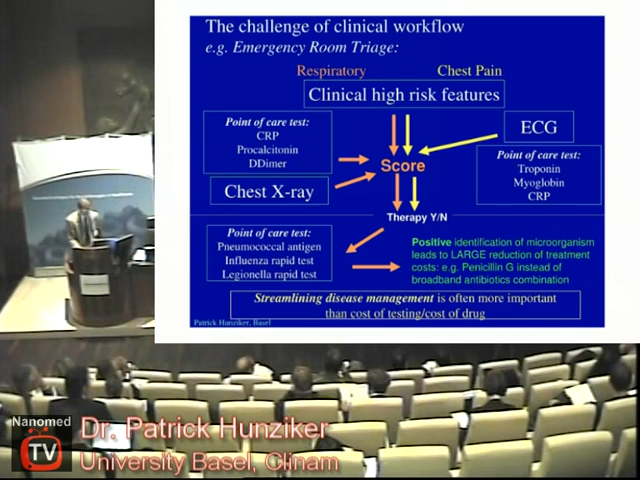 The challenge of clinical workflow
e.g. Emergency Room Triage:
Respiratory
Chest Pain
Clinical high risk features
Point of care test:
CRP
Procalcitonin
DDimer
Chest X-ray
Score
ECG
Point of care test:
Troponin
Myoglobin
CRP
Therapy Y/N
Point of care test:
Pneumococcal antigen
Influenza rapid test
Legionella rapid test
Positive identification of microorganism
leads to LARGE reduction of treatment
costs: e.g. Penicillin G instead of
broadband antibiotics combination
Streamlining disease management is often more important
than cost of testing/cost of drug
Patrick Hunziker, Basel
Nanomed
TV
Dr. Patrick Hunziker
University Basel, Clinam